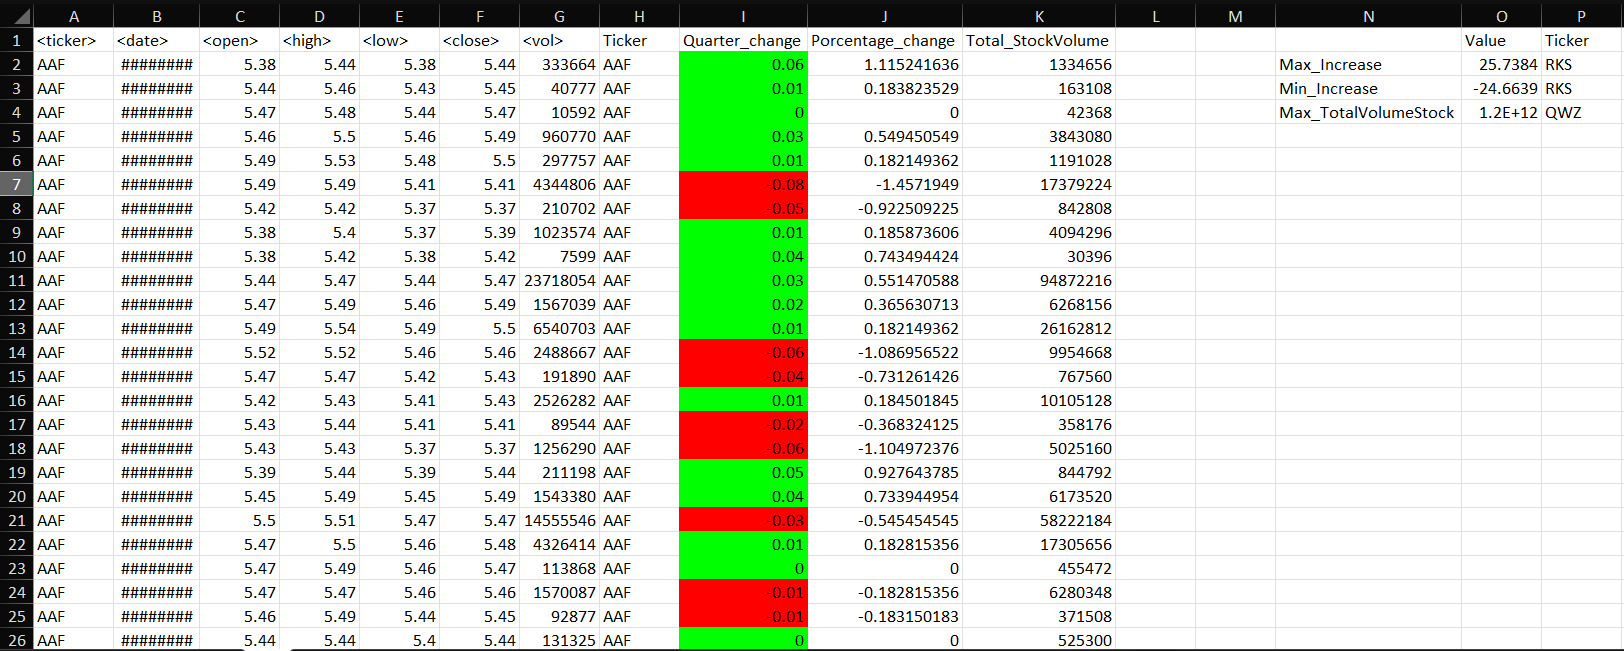 A B C D E F G H I J K L M N O P
1 <ticker> <date> <open> <high> <low> <close> <vol> Ticker Quarter_change Porcentage_change Total_StockVolume Value Ticker
2 AAF ######## 5.38 5.44 5.38 5.44 333664 AAF 0.06 1.115241636 1334656 Max_Increase 25.7384 RKS
3 AAF ######## 5.44 5.46 5.43 5.45 40777 AAF 0.01 0.183823529 163108 Min_Increase -24.6639 RKS
4 AAF ######## 5.47 5.48 5.44 5.47 10592 AAF 0 0 42368 Max_TotalVolumeStock 1.2E+12 QWZ
5 AAF ######## 5.46 5.5 5.46 5.49 960770 AAF 0.03 0.549450549 3843080
6 AAF ######## 5.49 5.53 5.48 5.5 297757 AAF 0.01 0.182149362 1191028
7 AAF ######## 5.49 5.49 5.41 5.41 4344806 AAF -0.08 -1.4571949 17379224
8 AAF ######## 5.42 5.42 5.37 5.37 210702 AAF -0.05 -0.922509225 842808
9 AAF ######## 5.38 5.4 5.37 5.39 1023574 AAF 0.01 0.185873606 4094296
10 AAF ######## 5.38 5.42 5.38 5.42 7599 AAF 0.04 0.743494424 30396
11 AAF ######## 5.44 5.47 5.44 5.47 23718054 AAF 0.03 0.551470588 94872216
12 AAF ######## 5.47 5.49 5.46 5.49 1567039 AAF 0.02 0.365630713 6268156
13 AAF ######## 5.49 5.54 5.49 5.5 6540703 AAF 0.01 0.182149362 26162812
14 AAF ######## 5.52 5.52 5.46 5.46 2488667 AAF -0.06 -1.086956522 9954668
15 AAF ######## 5.47 5.47 5.42 5.43 191890 AAF -0.04 -0.731261426 767560
16 AAF ######## 5.42 5.43 5.41 5.43 2526282 AAF 0.01 0.184501845 10105128
17 AAF ######## 5.43 5.44 5.41 5.41 89544 AAF -0.02 -0.368324125 358176
18 AAF ######## 5.43 5.43 5.37 5.37 1256290 AAF -0.06 -1.104972376 5025160
19 AAF ######## 5.39 5.44 5.39 5.44 211198 AAF 0.05 0.927643785 844792
20 AAF ######## 5.45 5.49 5.45 5.49 1543380 AAF 0.04 0.733944954 6173520
21 AAF ######## 5.5 5.51 5.47 5.47 14555546 AAF -0.03 -0.545454545 58222184
22 AAF ######## 5.47 5.5 5.46 5.48 4326414 AAF 0.01 0.182815356 17305656
23 AAF ######## 5.47 5.49 5.46 5.47 113868 AAF 0 0 455472
24 AAF ######## 5.47 5.47 5.46 5.46 1570087 AAF -0.01 -0.182815356 6280348
25 AAF ######## 5.46 5.49 5.44 5.45 92877 AAF -0.01 -0.183150183 371508
26 AAF ######## 5.44 5.44 5.4 5.44 131325 AAF 0 0 525300